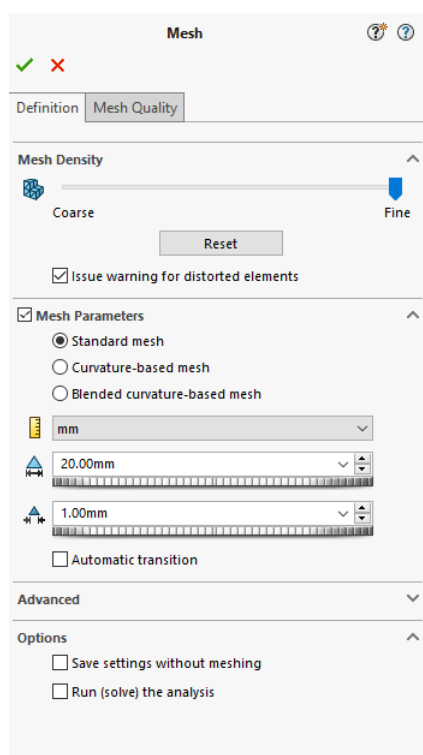 Mesh
Definition Mesh Quality
Mesh Density
Coarse Fine
Reset
Issue warning for distorted elements
Mesh Parameters
Standard mesh
Curvature-based mesh
Blended curvature-based mesh
mm
20.00mm
1.00mm
Automatic transition
Advanced
Options
Save settings without meshing
Run (solve) the analysis